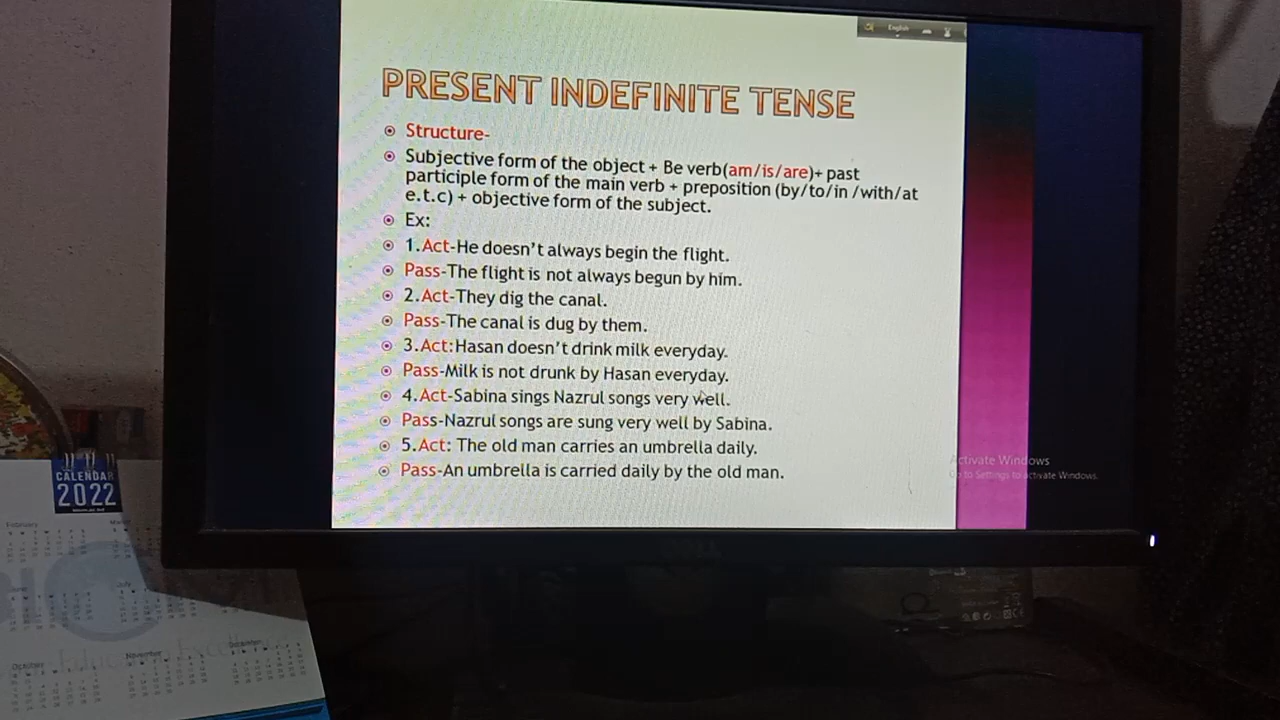 English
PRESENT INDEFINITE TENSE
Structure-
Subjective form of the object + Be verb(am/is/are)+ past
participle form of the main verb + preposition (by/to/in /with/at
e.t.c) + objective form of the subject.
Ex:
1.Act-He doesn't always begin the flight.
Pass-The flight is not always begun by him.
2.Act-They dig the canal.
Pass-The canal is dug by them.
3.Act:Hasan doesn't drink milk everyday.
Pass-Milk is not drunk by Hasan everyday.
4.Act-Sabina sings Nazrul songs very well.
Pass-Nazrul songs are sung very well by Sabina.
5.Act: The old man carries an umbrella daily.
Pass-An umbrella is carried daily by the old man.
Activate Windows
Go to Settings to activate Windows.
CALENDAR
2022
February
November
December
DELL